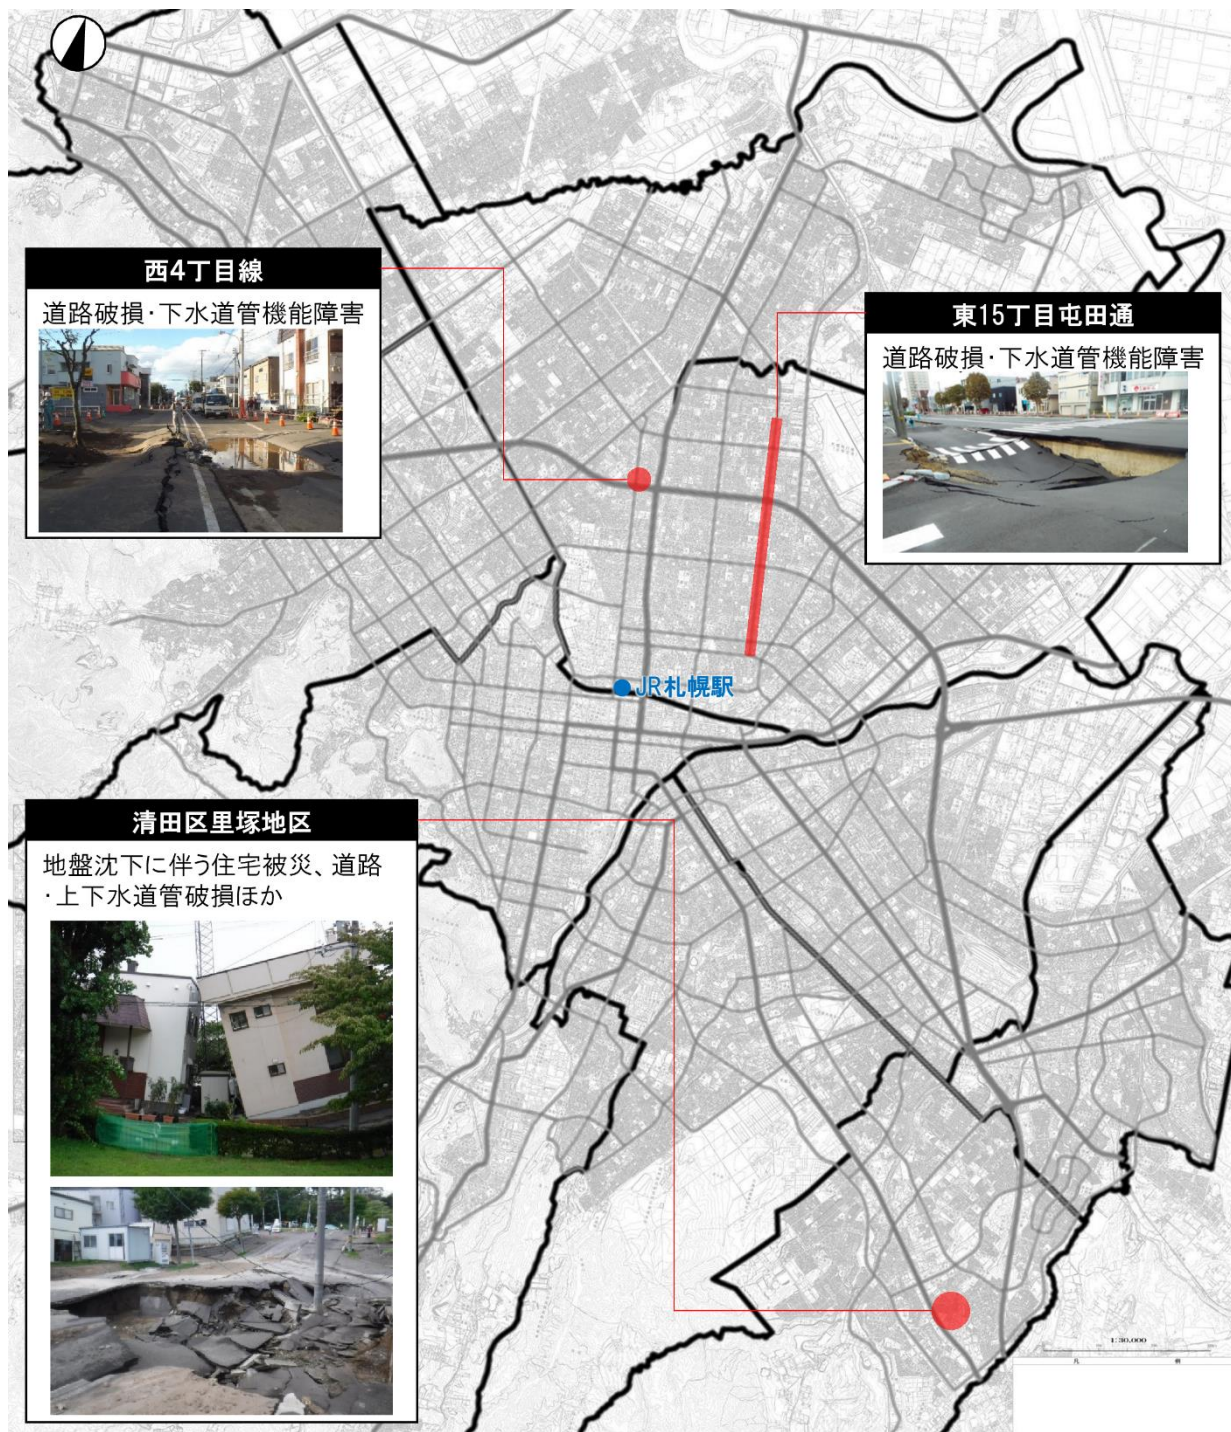 西4丁目線
道路破損・下水道管機能障害
東15丁目屯田通
道路破損・下水道管機能障害
JR札幌駅
清田区里塚地区
地盤沈下に伴う住宅被災、道路
・上下水道管破損ほか
1:30,000
凡 例